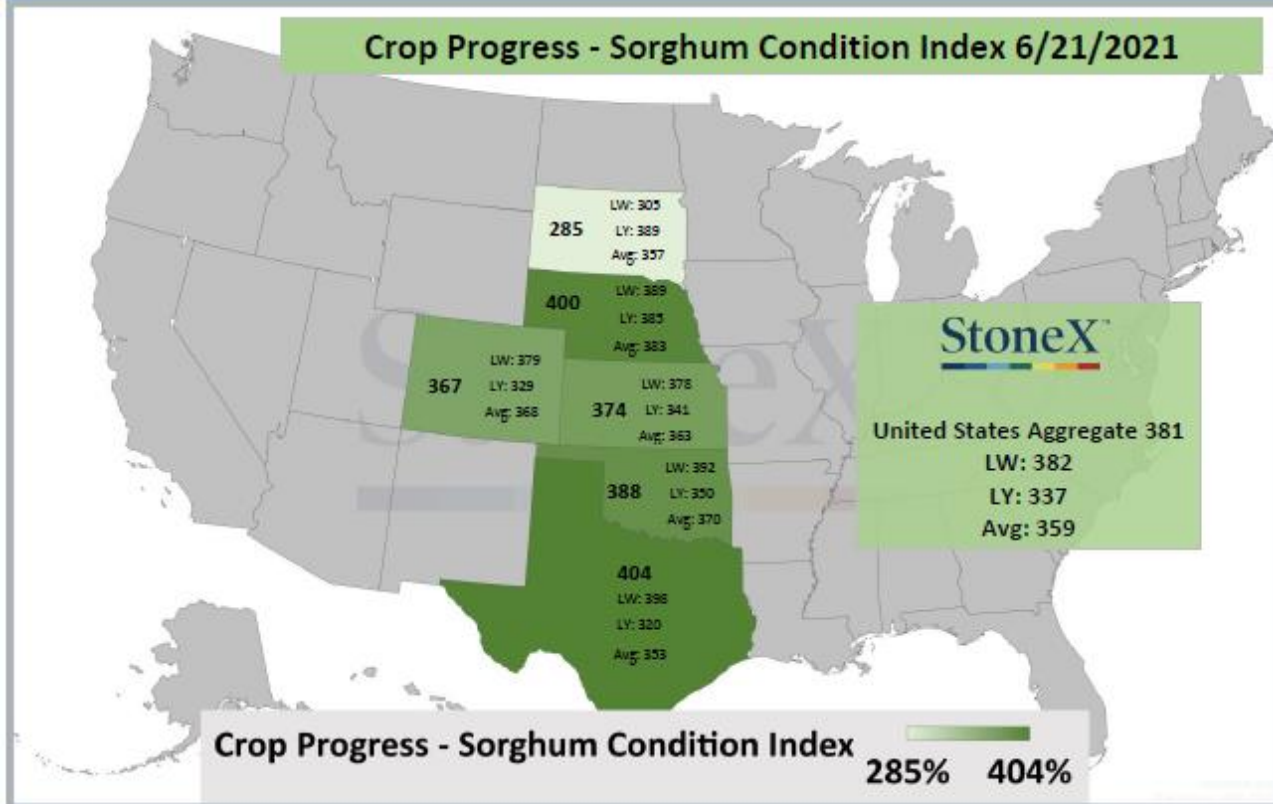 Crop Progress - Sorghum Condition Index 6/21/2021
285
LW: 305
LY: 389
Avg: 357
400
LW: 389
LY: 385
Avg: 383
367
LW: 379
LY: 329
Avg: 368
374
LW: 378
LY: 341
Avg: 363
388
LW: 392
LY: 350
Avg: 370
404
LW: 398
LY: 320
Avg: 353
StoneX™
United States Aggregate 381
LW: 382
LY: 337
Avg: 359
StoneX
Crop Progress - Sorghum Condition Index
285% 404%